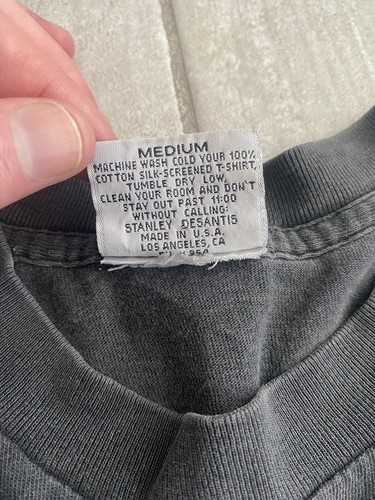 MEDIUM
MACHINE WASH COLD YOUR 100%
COTTON SILK-SCREENED T-SHIRT,
TUMBLE DRY LOW,
CLEAN YOUR ROOM AND DON'T
STAY OUT PAST 11:00
WITHOUT CALLING:
STANLEY DESANTIS
MADE IN U.S.A.
LOS ANGELES, CA